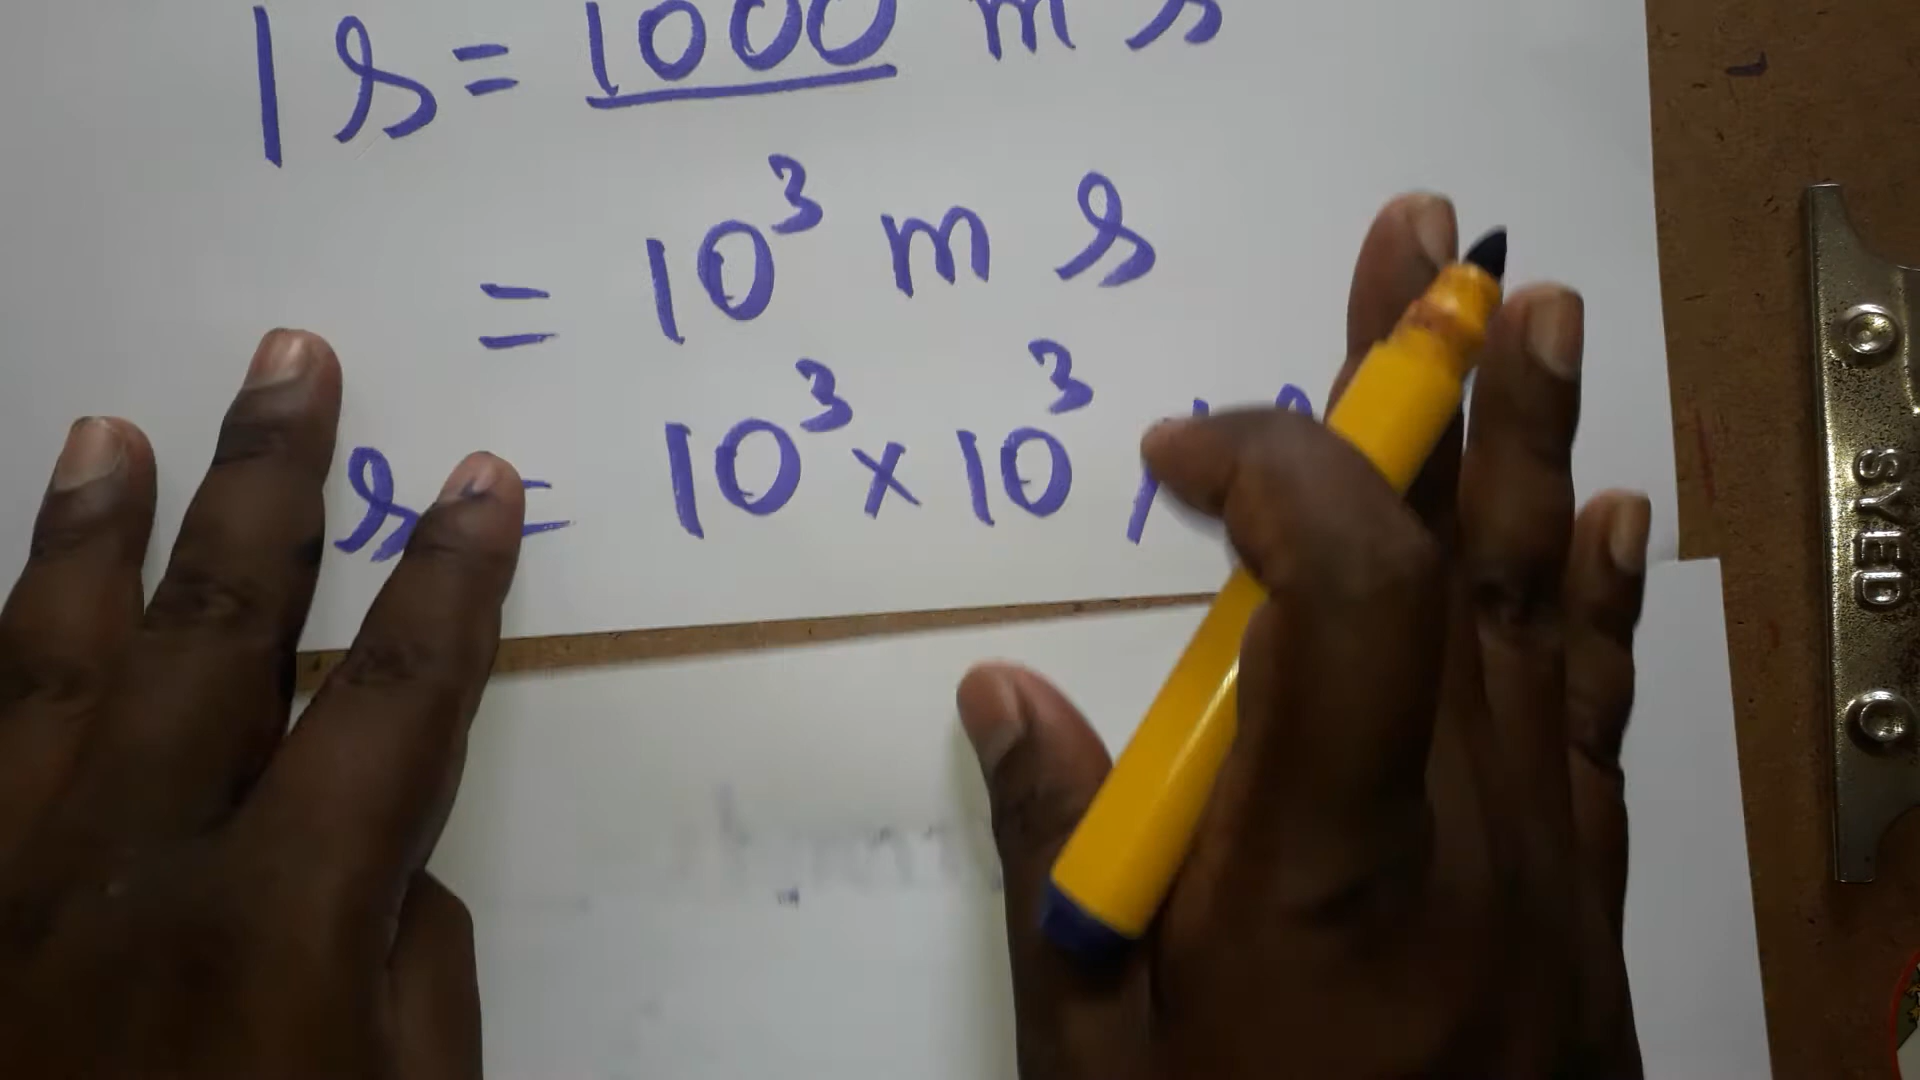 1 s = 1000 m s
= 10³ m s
s = 10³ x 10³
SYED